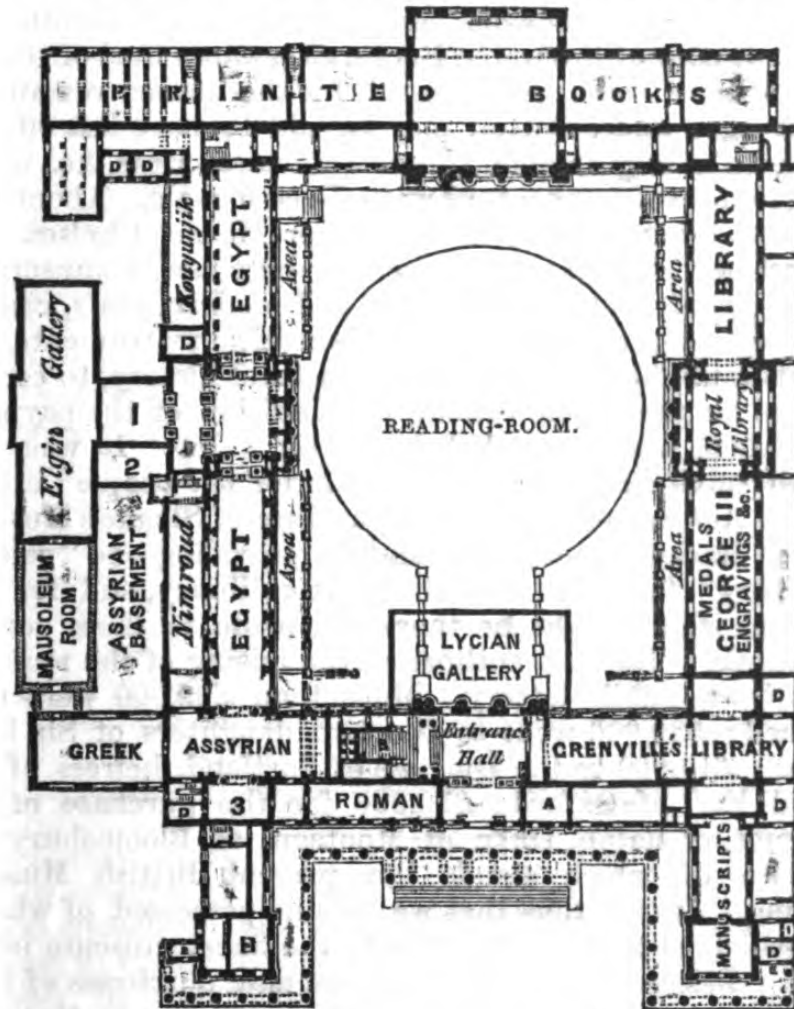 PRINTED BOOKS
D D
Kouyunjik
EGYPT
Area
Area
LIBRARY
Elgin Gallery
D
1
2
READING-ROOM.
Royal
Library
ASSYRIAN
BASEMENT
Nimroud
EGYPT
Area
Area
MEDALS
GEORGE III
ENGRAVINGS &c.
MAUSOLEUM
ROOM
LYCIAN
GALLERY
D
GREEK
ASSYRIAN
Entrance
Hall
GRENVILLE'S LIBRARY
D
3
ROMAN
A
D
MANUSCRIPTS
B
D